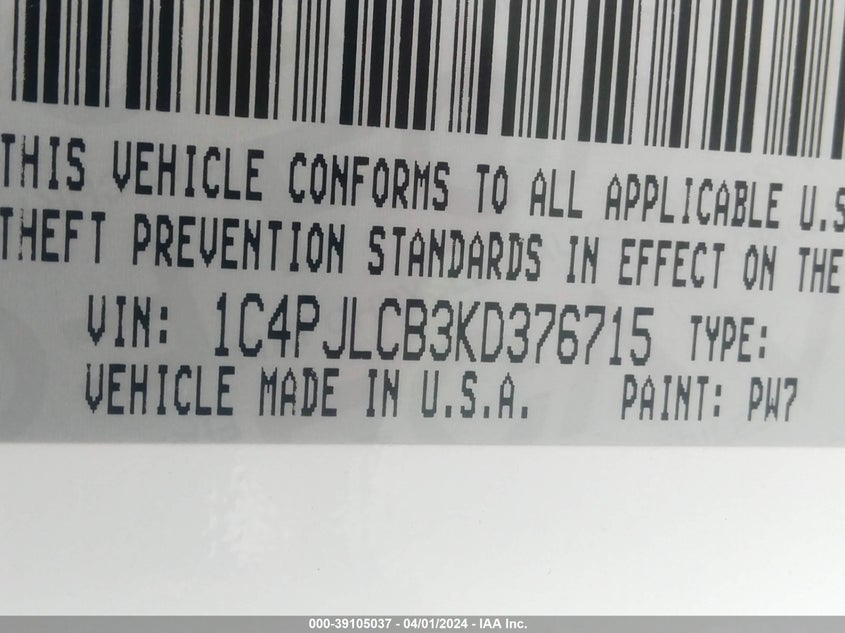 THIS VEHICLE CONFORMS TO ALL APPLICABLE U.S
THEFT PREVENTION STANDARDS IN EFFECT ON THE
VIN: 1C4PJLCB3KD376715 TYPE:
VEHICLE MADE IN U.S.A. PAINT: PW7
000-39105037 - 04/01/2024 - IAA Inc.